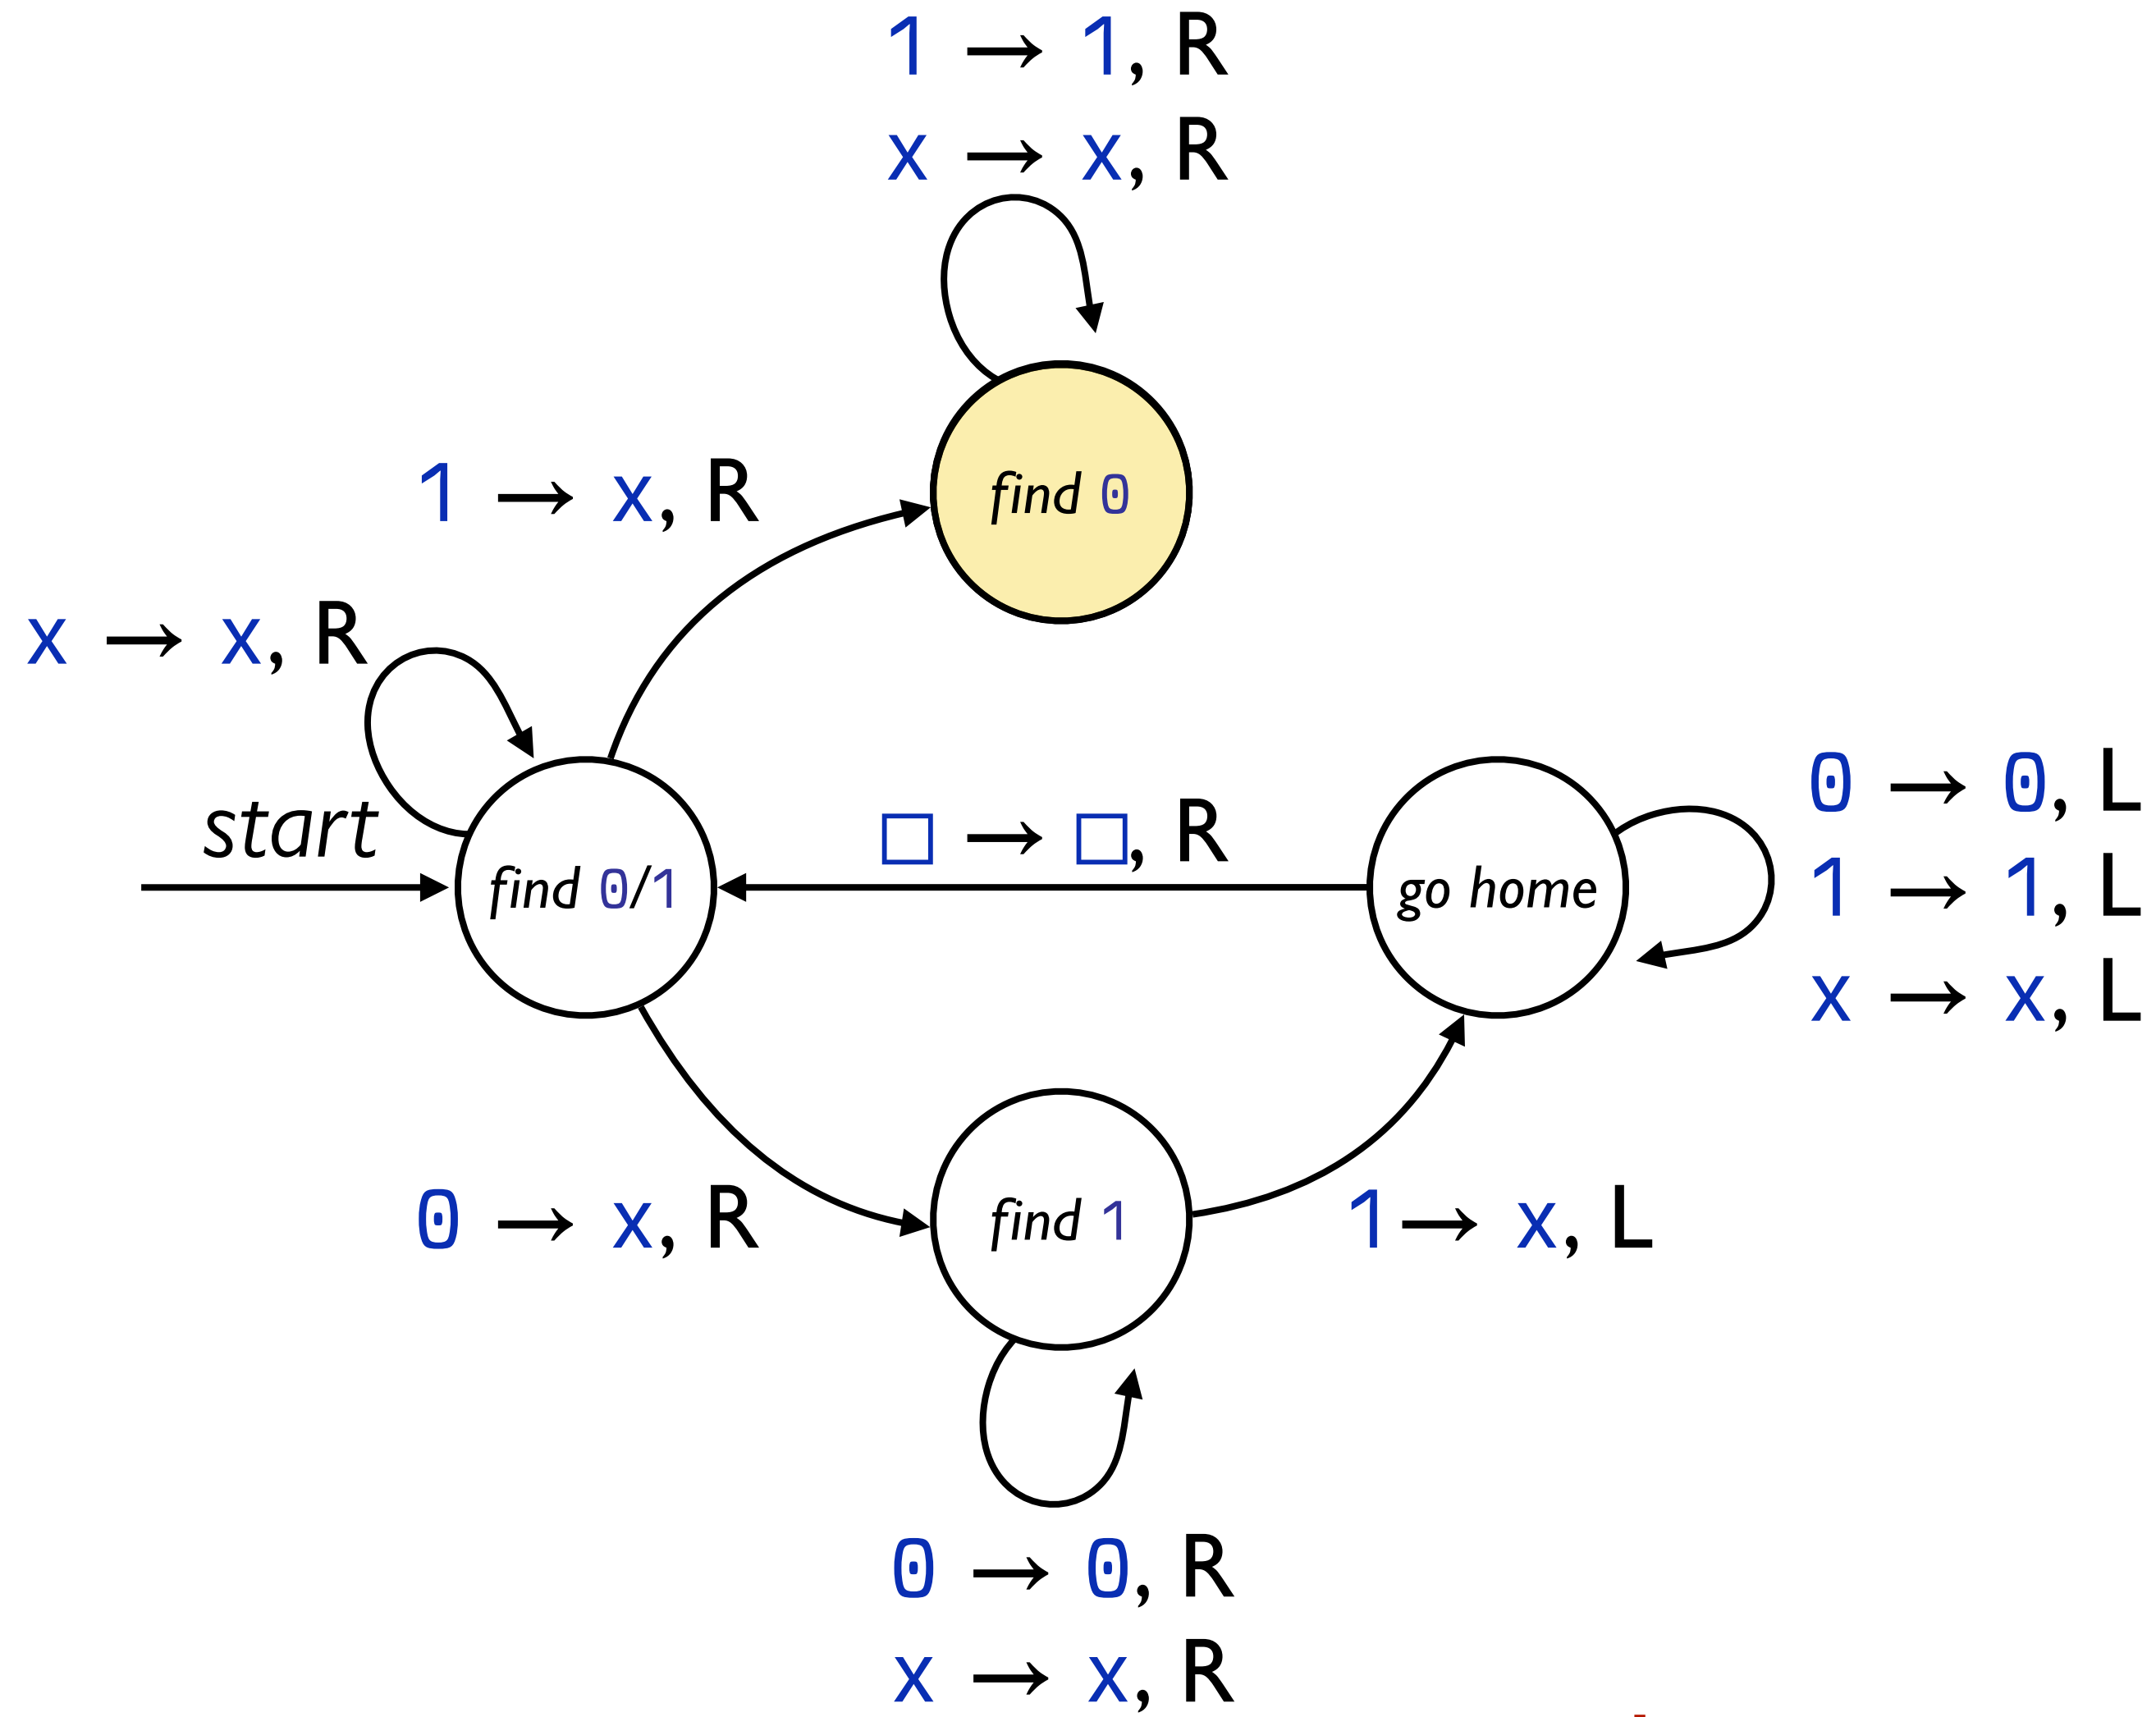 1 → 1, R
x → x, R
find 0
1 → x, R
x → x, R
start
find 0/1
□ → □, R
go home
0 → 0, L
1 → 1, L
x → x, L
0 → x, R
find 1
1→ x, L
0 → 0, R
x → x, R